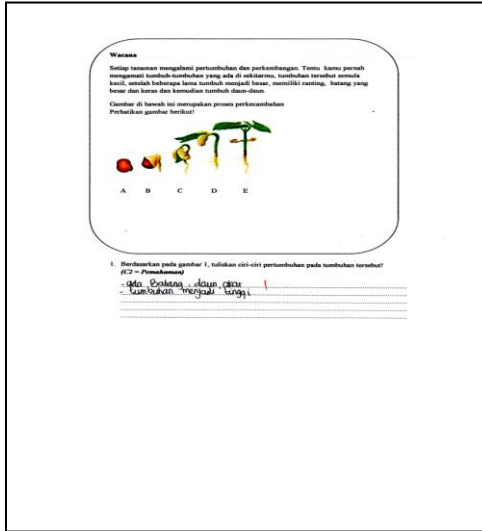 Wacana
Setiap tanaman mengalami pertumbuhan dan perkembangan. Tentu kamu pernah
mengamati tumbuh-tumbuhan yang ada di sekitarmu, tumbuhan tersebut semula
kecil, setelah beberapa lama tumbuh menjadi besar, memiliki ranting, batang yang
besar dan keras dan kemudian tumbuh daun-daun.
Gambar di bawah ini merupakan proses perkecambahan
Perhatikan gambar berikut!
A B C D E
1. Berdasarkan pada gambar 1, tuliskan ciri-ciri pertumbuhan pada tumbuhan tersebut!
(C2 = Pemahaman)
- ada Batang, daun, akar 1
- tumbuhan menjadi tinggi